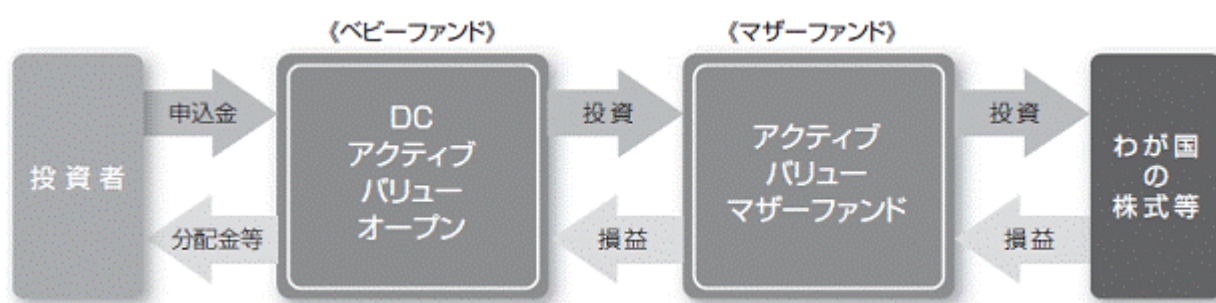 《ベビーファンド》
《マザーファンド》
投資者
申込金
分配金等
DC
アクティブ
バリュー
オープン
投資
損益
アクティブ
バリュー
マザーファンド
投資
損益
わが国
の
株式等